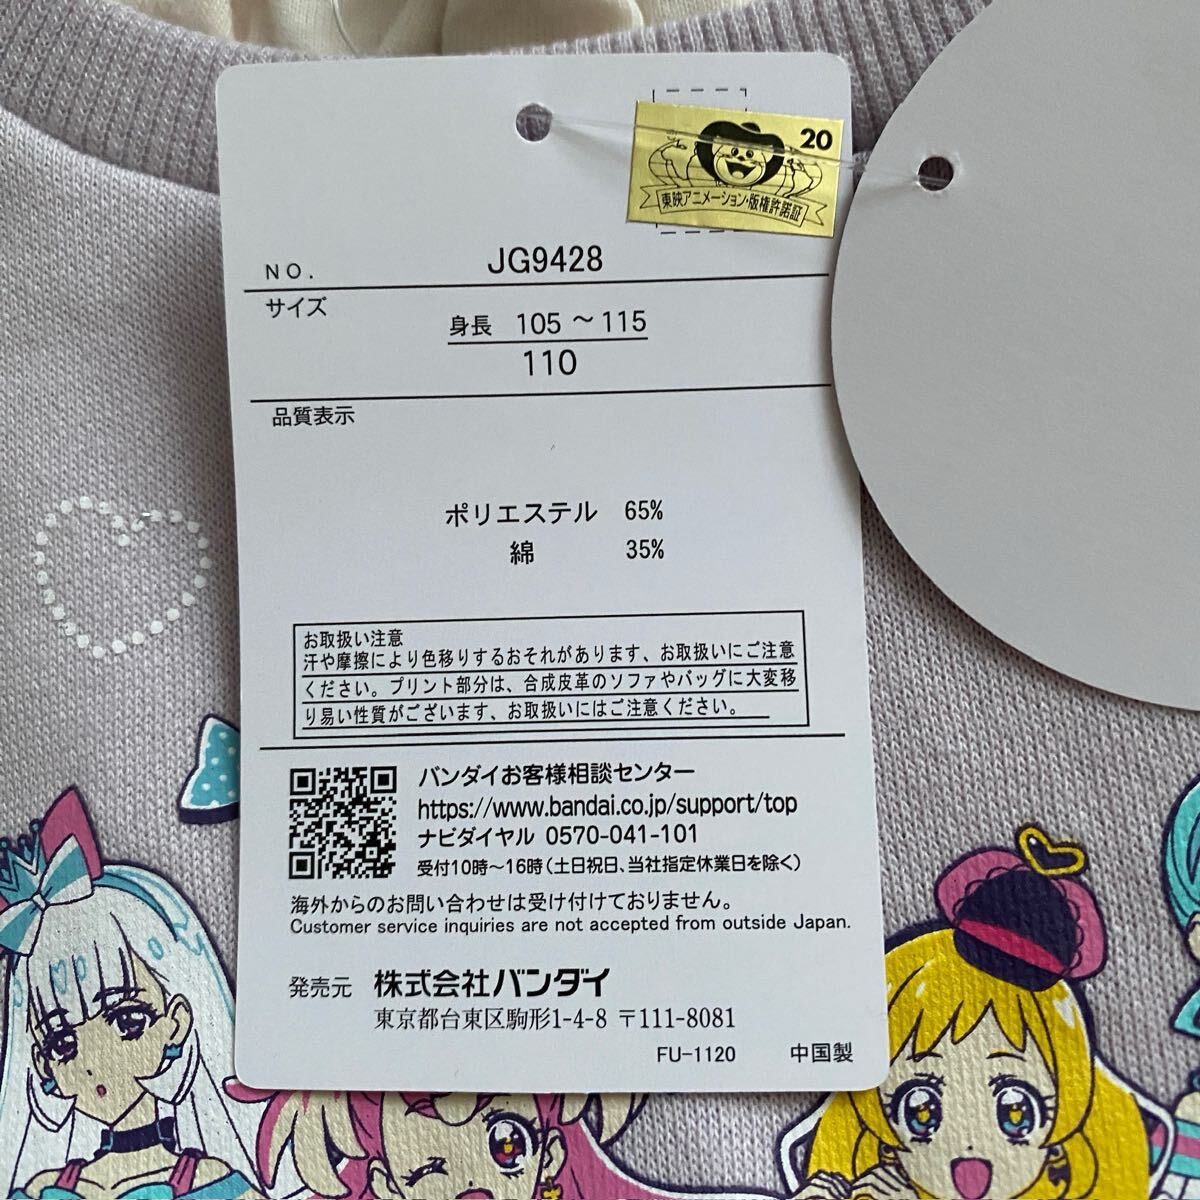 20
東映アニメーション・版権許諾証
NO. JG9428
サイズ
身長 105 ～ 115
110
品質表示
ポリエステル 65%
綿 35%
お取扱い注意
汗や摩擦により色移りするおそれがあります、お取扱いにご注意
ください。プリント部分は、合成皮革のソファやバッグに大変移
り易い性質がございます、お取扱いにはご注意ください。
バンダイお客様相談センター
https://www.bandai.co.jp/support/top
ナビダイヤル 0570-041-101
受付10時～16時(土日祝日、当社指定休業日を除く)
海外からのお問い合わせは受け付けておりません。
Customer service inquiries are not accepted from outside Japan.
発売元 株式会社バンダイ
東京都台東区駒形1-4-8 〒111-8081
FU-1120 中国製